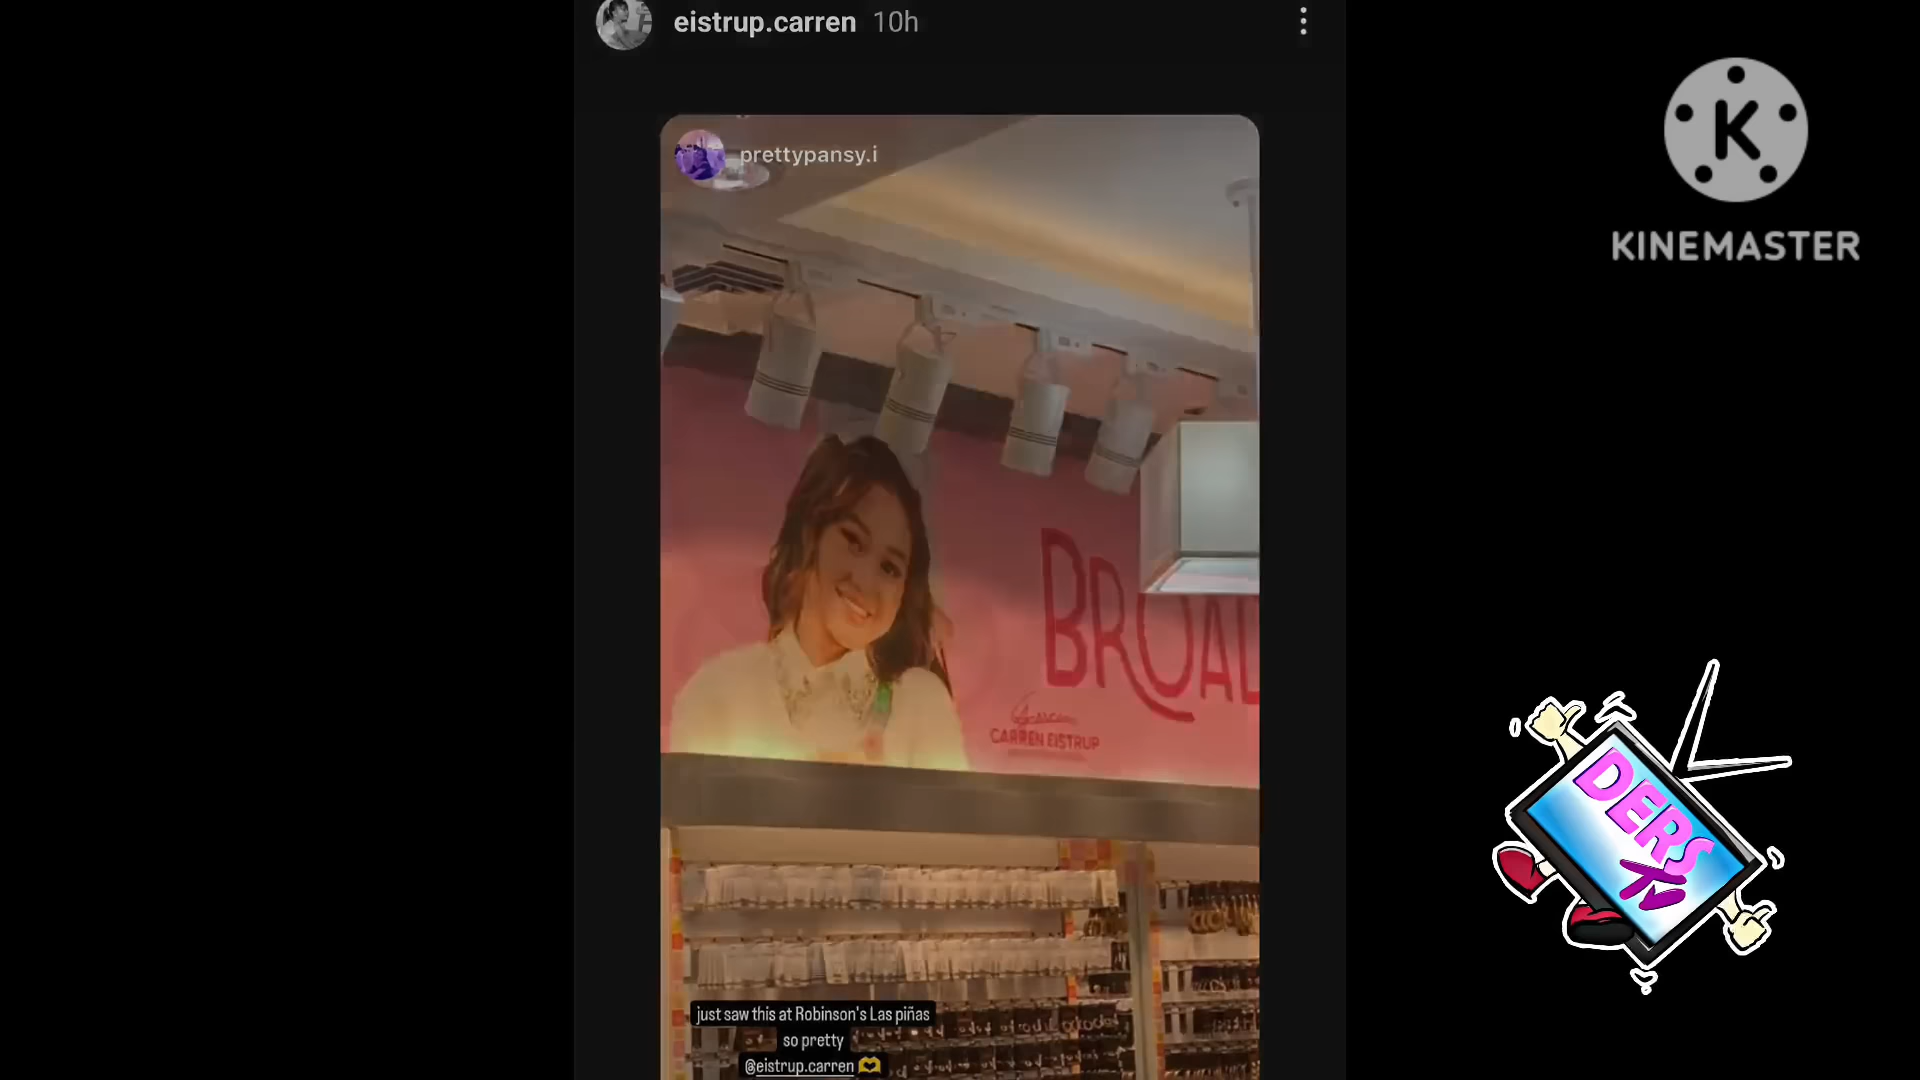 eistrup.carren 10h
prettypansy.i
K
KINEMASTER
BROAD
CARREN EISTRUP
DERS
TV
just saw this at Robinson's Las piñas
so pretty
@eistrup.carren